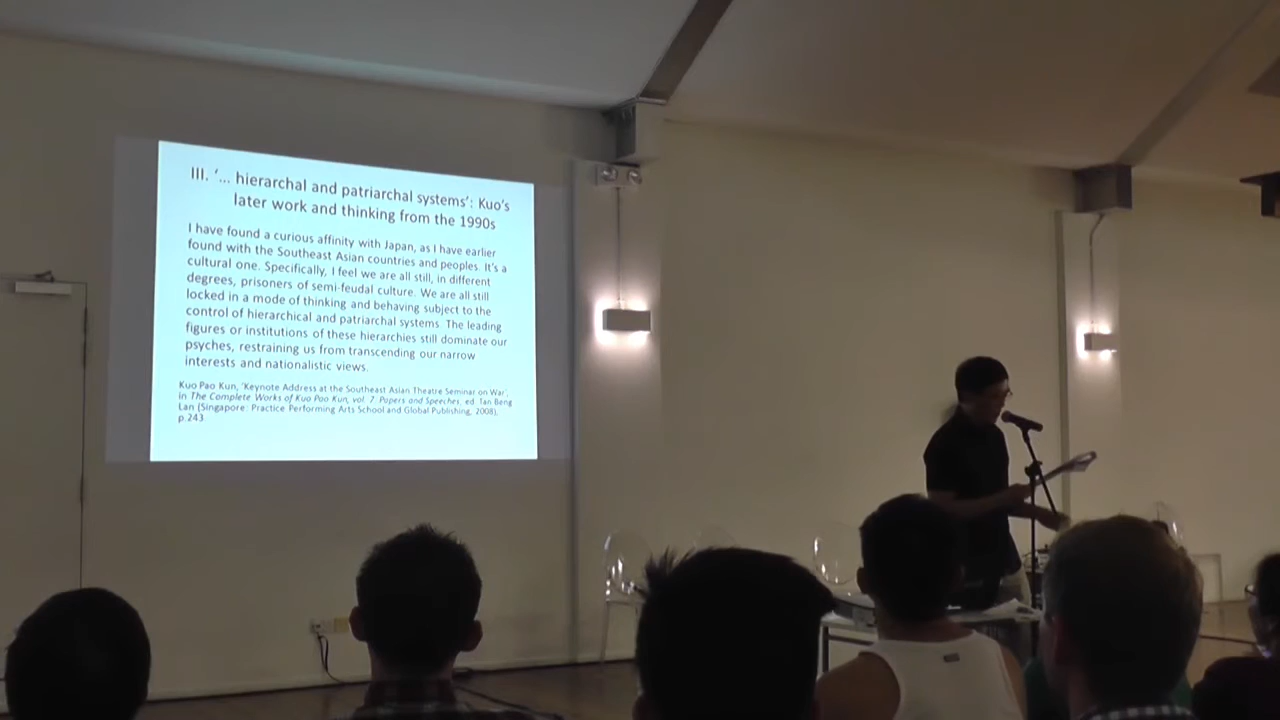 III. ‘... hierarchal and patriarchal systems’: Kuo’s
later work and thinking from the 1990s
I have found a curious affinity with Japan, as I have earlier
found with the Southeast Asian countries and peoples. It’s a
cultural one. Specifically, I feel we are all still, in different
degrees, prisoners of semi-feudal culture. We are all still
locked in a mode of thinking and behaving subject to the
control of hierarchical and patriarchal systems. The leading
figures or institutions of these hierarchies still dominate our
psyches, restraining us from transcending our narrow
interests and nationalistic views.
Kuo Pao Kun, ‘Keynote Address at the Southeast Asian Theatre Seminar on War’,
in The Complete Works of Kuo Pao Kun, vol. 7: Papers and Speeches, ed. Tan Beng
Lan (Singapore: Practice Performing Arts School and Global Publishing, 2008),
p.243